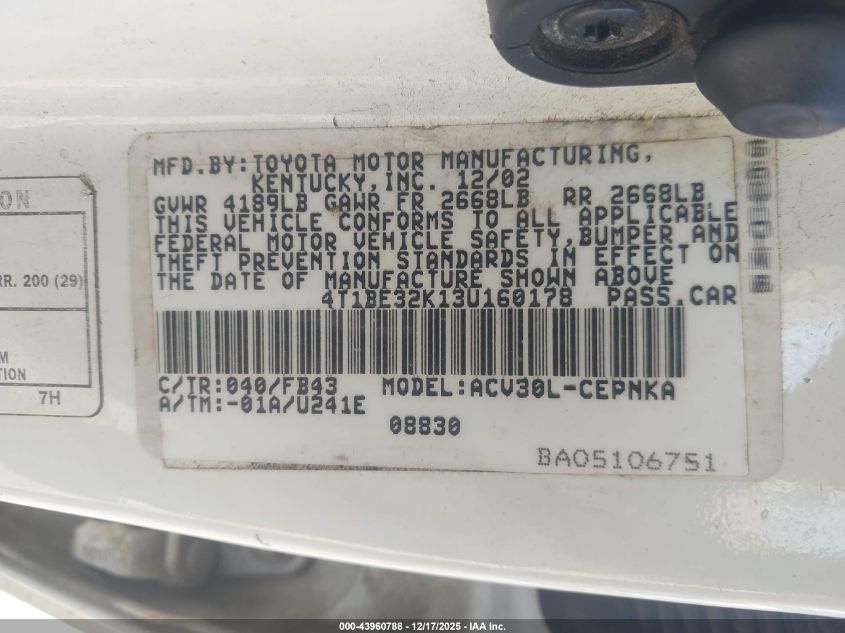 ON
RR. 200 (29)
M
TION
7H
MFD.BY:TOYOTA MOTOR MANUFACTURING,
KENTUCKY,INC. 12/02
GVWR 4189LB GAWR FR 2668LB RR 2668LB
THIS VEHICLE CONFORMS TO ALL APPLICABLE
FEDERAL MOTOR VEHICLE SAFETY,BUMPER AND
THEFT PREVENTION STANDARDS IN EFFECT ON
THE DATE OF MANUFACTURE SHOWN ABOVE.
4T1BE32K13U160178 PASS.CAR
C/TR:040/FB43 MODEL:ACV30L-CEPNKA
A/TM:-01A/U241E
08830
BA05106751
000-43960788 - 12/17/2025 - IAA Inc.